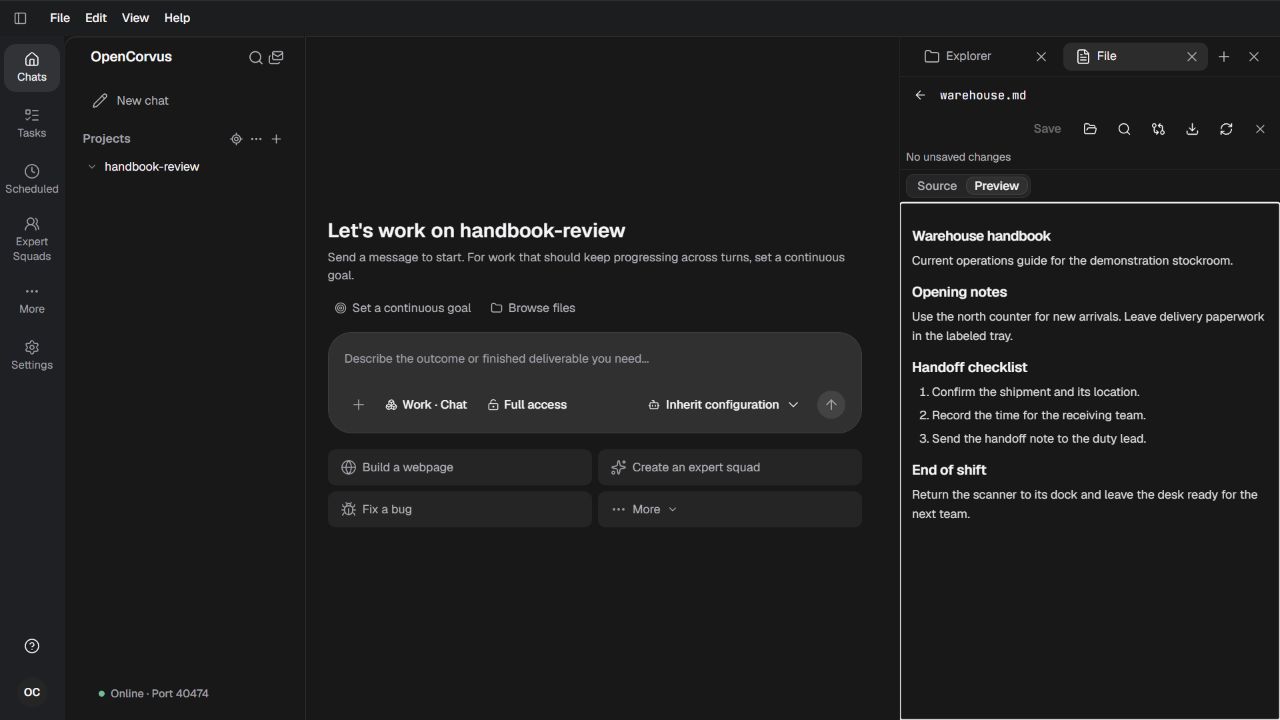 File Edit View Help
Chats
Tasks
Scheduled
Expert
Squads
More
Settings
OC
OpenCorvus
New chat
Projects
handbook-review
Online · Port 40474
Let's work on handbook-review
Send a message to start. For work that should keep progressing across turns, set a continuous
goal.
Set a continuous goal Browse files
Describe the outcome or finished deliverable you need...
Work · Chat Full access Inherit configuration
Build a webpage Create an expert squad
Fix a bug More
Explorer File
warehouse.md
Save
No unsaved changes
Source Preview
Warehouse handbook
Current operations guide for the demonstration stockroom.
Opening notes
Use the north counter for new arrivals. Leave delivery paperwork
in the labeled tray.
Handoff checklist
1. Confirm the shipment and its location.
2. Record the time for the receiving team.
3. Send the handoff note to the duty lead.
End of shift
Return the scanner to its dock and leave the desk ready for the
next team.